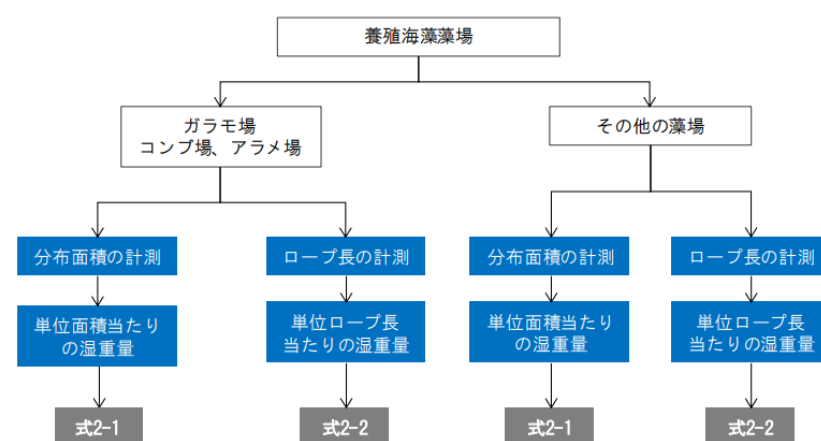 養殖海藻藻場
ガラモ場
コンブ場、アラメ場
その他の藻場
分布面積の計測
ロープ長の計測
分布面積の計測
ロープ長の計測
単位面積当たり
の湿重量
単位ロープ長
当たりの湿重量
単位面積当たり
の湿重量
単位ロープ長
当たりの湿重量
式2-1
式2-2
式2-1
式2-2